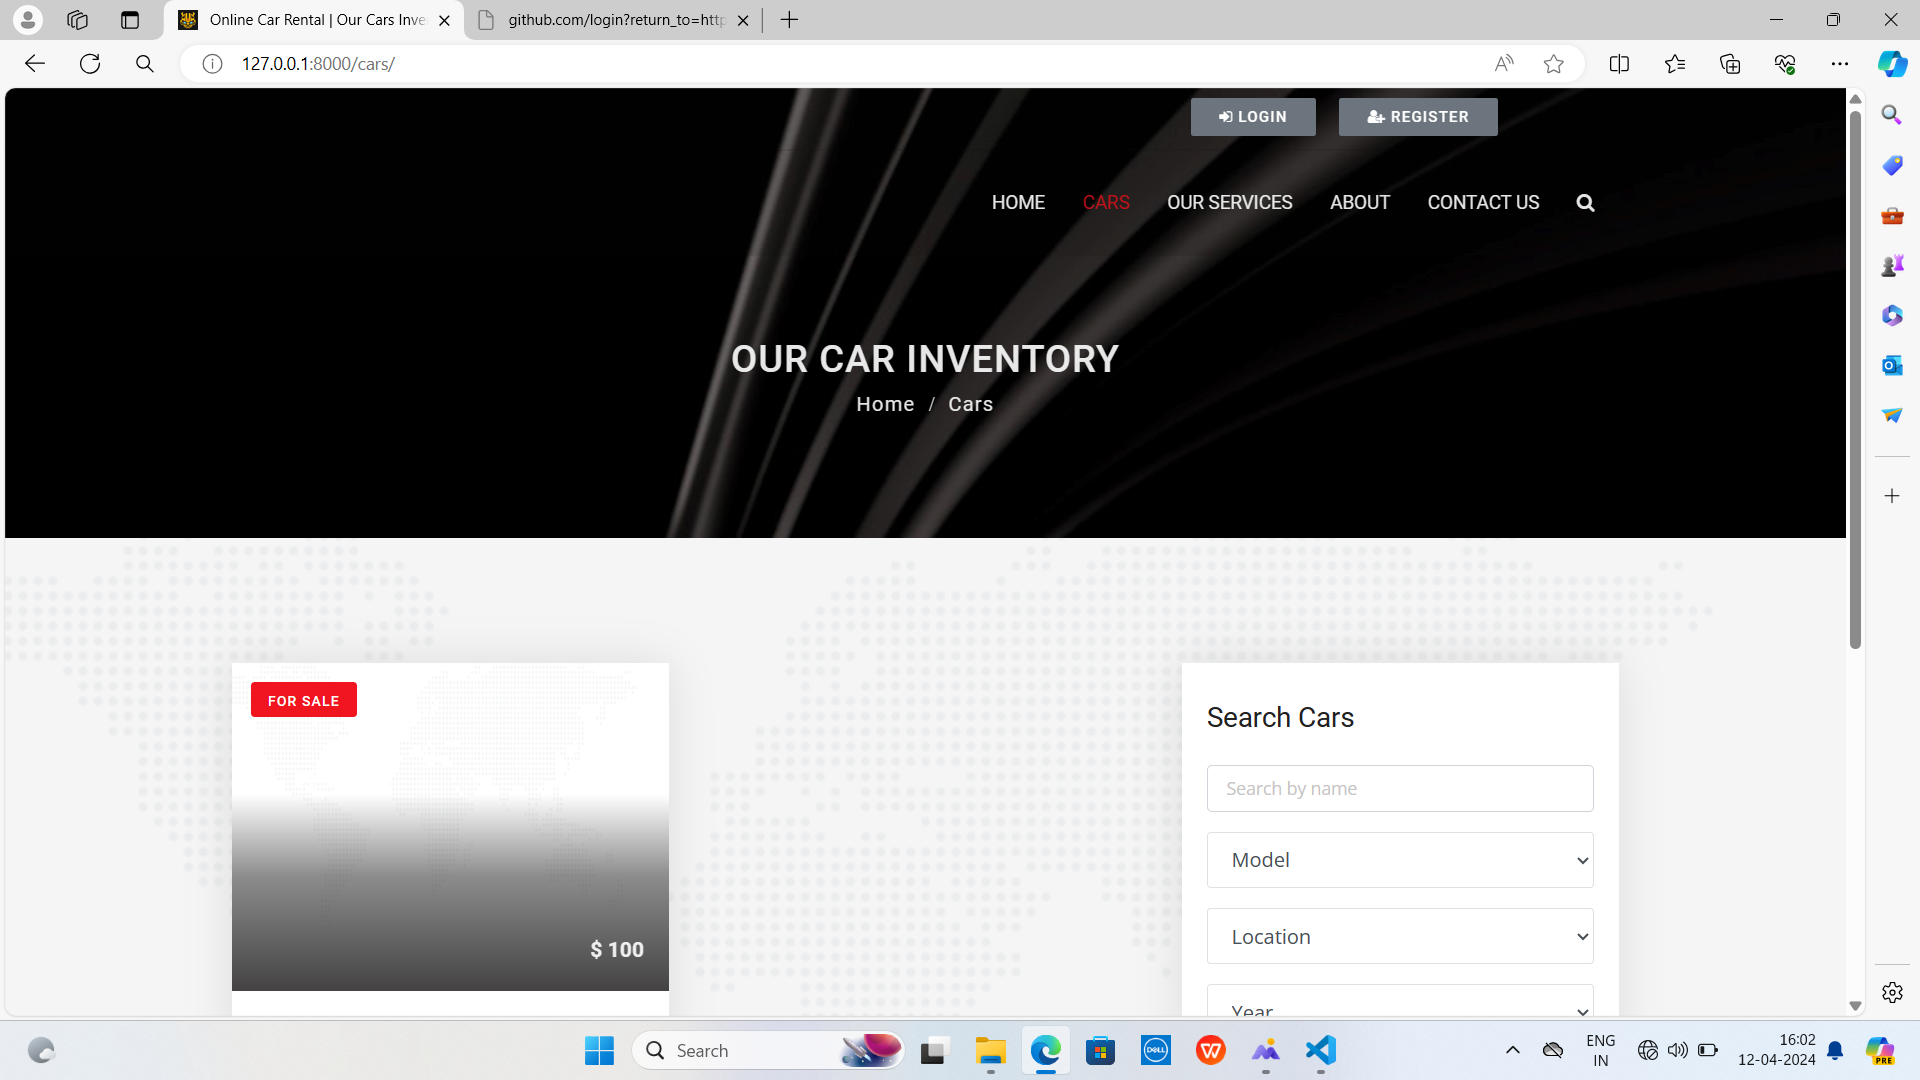 Online Car Rental | Our Cars Inve
github.com/login?return_to=http
127.0.0.1:8000/cars/
LOGIN
REGISTER
HOME
CARS
OUR SERVICES
ABOUT
CONTACT US
OUR CAR INVENTORY
Home / Cars
FOR SALE
$ 100
Search Cars
Search by name
Model
Location
Year
Search
DELL
W
ENG
IN
16:02
12-04-2024
PRE